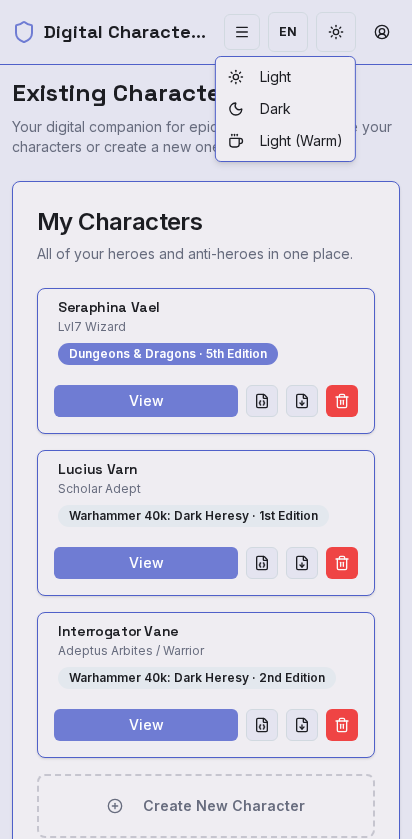 Digital Characte...
EN
Light
Dark
Light (Warm)
Existing Characte
Your digital companion for epic your
characters or create a new one
My Characters
All of your heroes and anti-heroes in one place.
Seraphina Vael
Lvl7 Wizard
Dungeons & Dragons · 5th Edition
View
Lucius Varn
Scholar Adept
Warhammer 40k: Dark Heresy · 1st Edition
View
Interrogator Vane
Adeptus Arbites / Warrior
Warhammer 40k: Dark Heresy · 2nd Edition
View
Create New Character